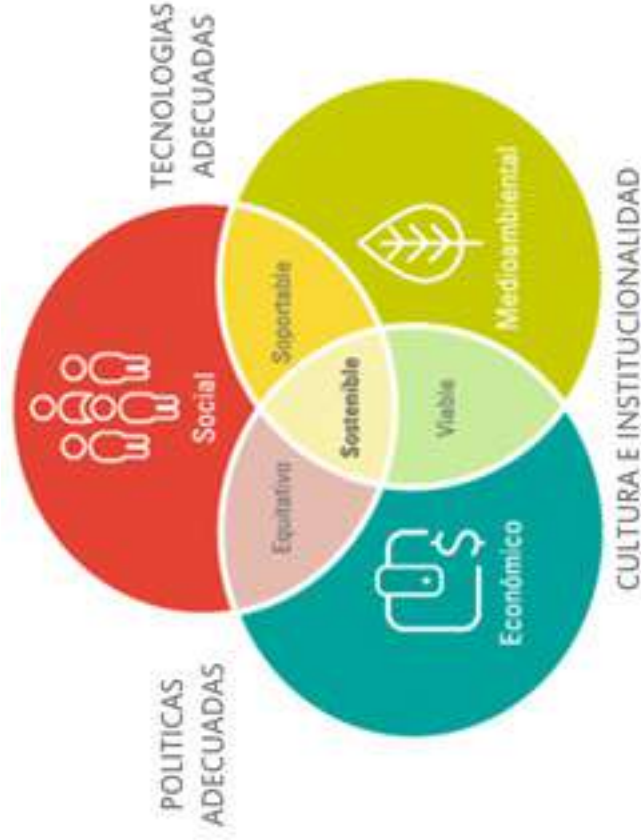 TECNOLOGIAS
ADECUADAS
Social
Soportable
Medioambiental
Equitativo
Sostenible
Viable
Económico
POLITICAS
ADECUADAS
CULTURA E INSTITUCIONALIDAD